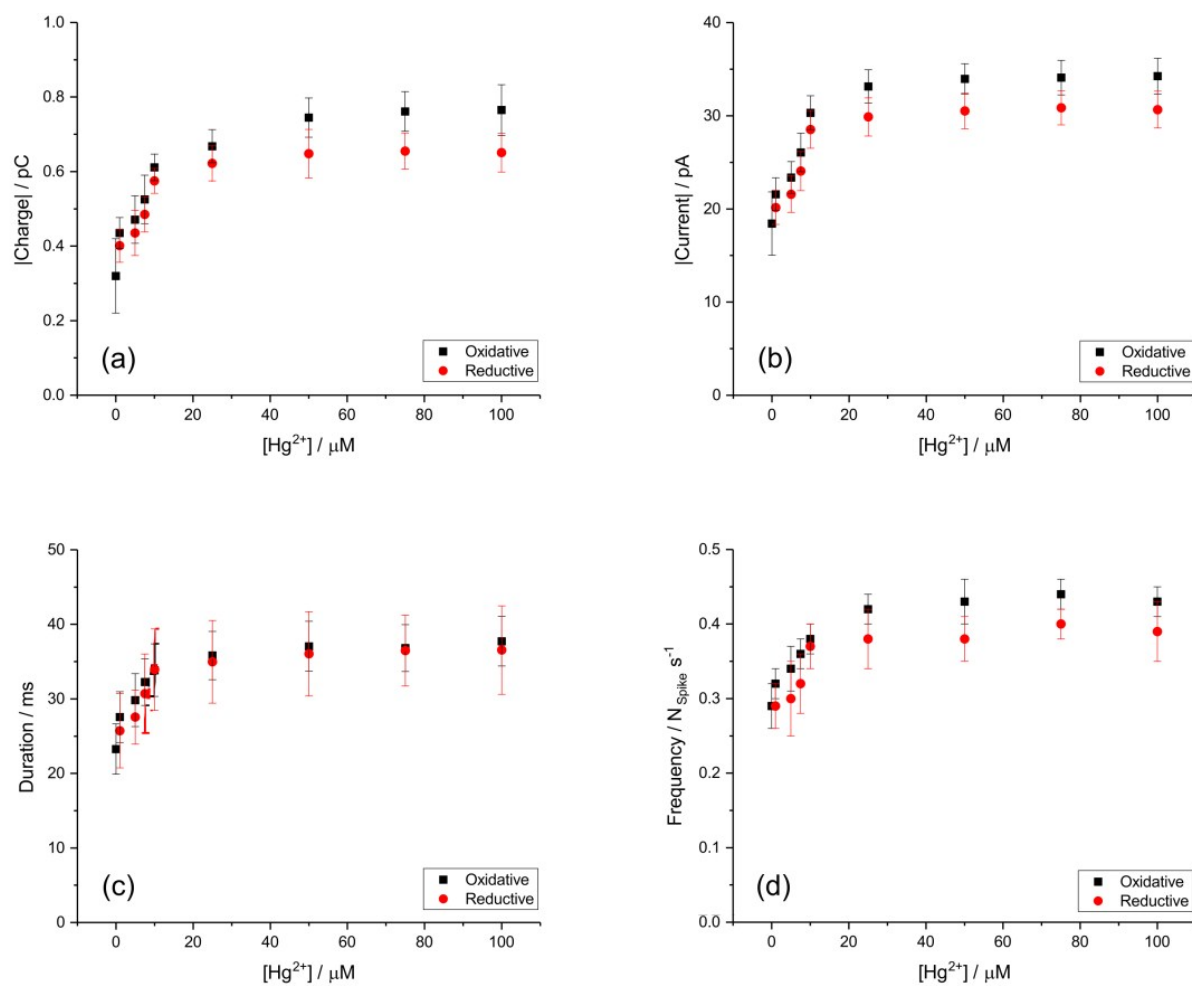 |Charge| / pC
1.0
0.8
0.6
0.4
0.2
0.0
(a)
Oxidative
Reductive
0 20 40 60 80 100
[Hg²⁺] / μM
|Current| / pA
40
30
20
10
0
(b)
Oxidative
Reductive
0 20 40 60 80 100
[Hg²⁺] / μM
Duration / ms
50
40
30
20
10
0
(c)
Oxidative
Reductive
0 20 40 60 80 100
[Hg²⁺] / μM
Frequency / N_Spike s⁻¹
0.5
0.4
0.3
0.2
0.1
0.0
(d)
Oxidative
Reductive
0 20 40 60 80 100
[Hg²⁺] / μM